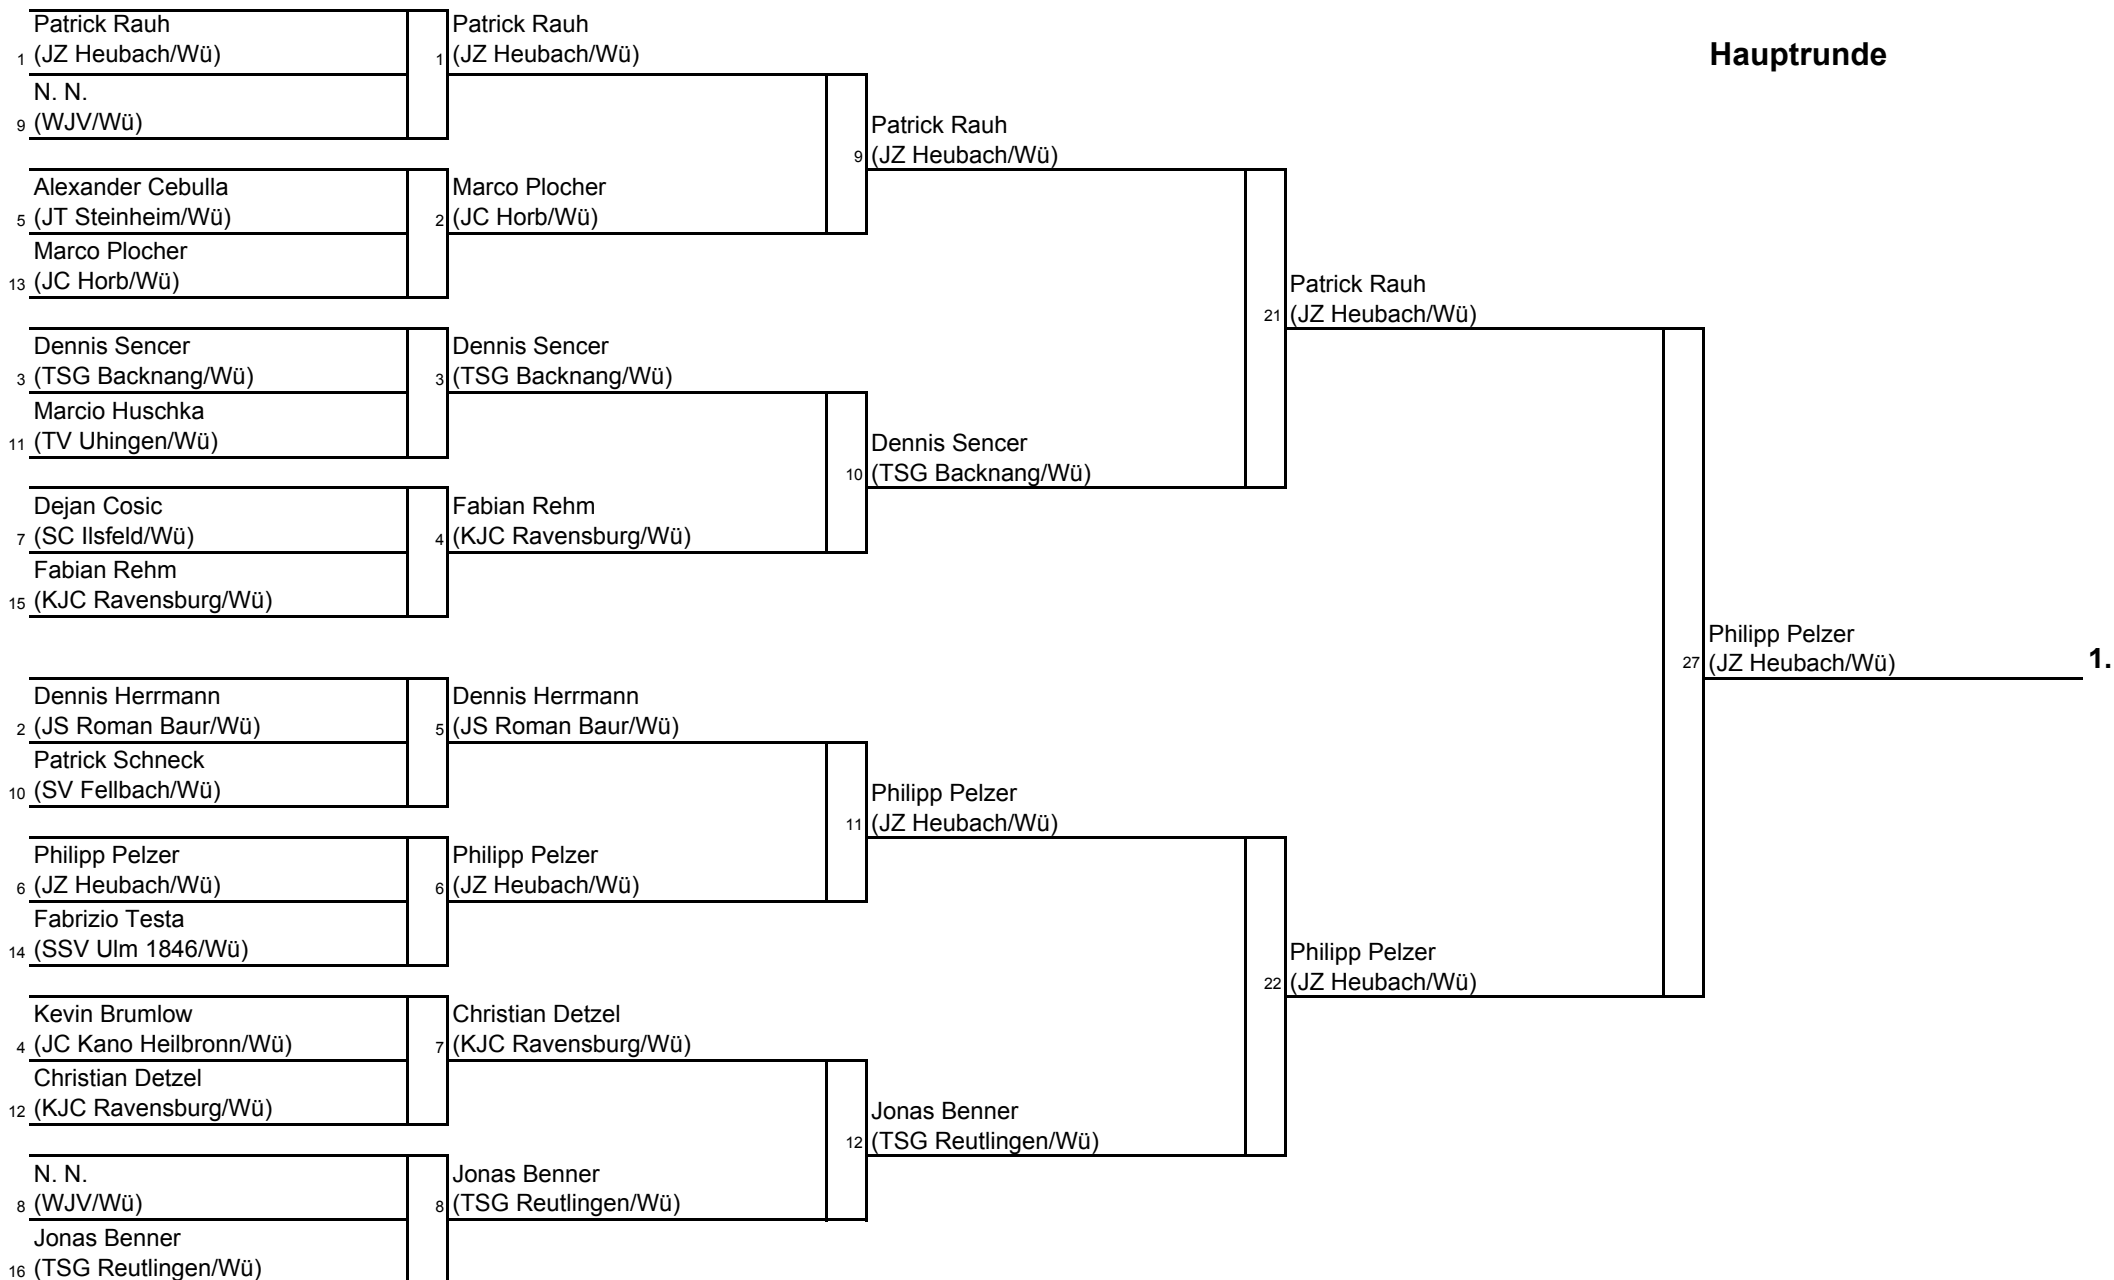 Hauptrunde
Patrick Rauh
1 (JZ Heubach/Wü)
N. N.
9 (WJV/Wü)
Alexander Cebulla
5 (JT Steinheim/Wü)
Marco Plocher
13 (JC Horb/Wü)
Dennis Sencer
3 (TSG Backnang/Wü)
Marcio Huschka
11 (TV Uhingen/Wü)
Dejan Cosic
7 (SC Ilsfeld/Wü)
Fabian Rehm
15 (KJC Ravensburg/Wü)
Dennis Herrmann
2 (JS Roman Baur/Wü)
Patrick Schneck
10 (SV Fellbach/Wü)
Philipp Pelzer
6 (JZ Heubach/Wü)
Fabrizio Testa
14 (SSV Ulm 1846/Wü)
Kevin Brumlow
4 (JC Kano Heilbronn/Wü)
Christian Detzel
12 (KJC Ravensburg/Wü)
N. N.
8 (WJV/Wü)
Jonas Benner
16 (TSG Reutlingen/Wü)
Patrick Rauh
1 (JZ Heubach/Wü)
Marco Plocher
2 (JC Horb/Wü)
Dennis Sencer
3 (TSG Backnang/Wü)
Fabian Rehm
4 (KJC Ravensburg/Wü)
Dennis Herrmann
5 (JS Roman Baur/Wü)
Philipp Pelzer
6 (JZ Heubach/Wü)
Christian Detzel
7 (KJC Ravensburg/Wü)
Jonas Benner
8 (TSG Reutlingen/Wü)
Patrick Rauh
9 (JZ Heubach/Wü)
Dennis Sencer
10 (TSG Backnang/Wü)
Philipp Pelzer
11 (JZ Heubach/Wü)
Jonas Benner
12 (TSG Reutlingen/Wü)
Patrick Rauh
21 (JZ Heubach/Wü)
Philipp Pelzer
22 (JZ Heubach/Wü)
Philipp Pelzer
27 (JZ Heubach/Wü) 1.